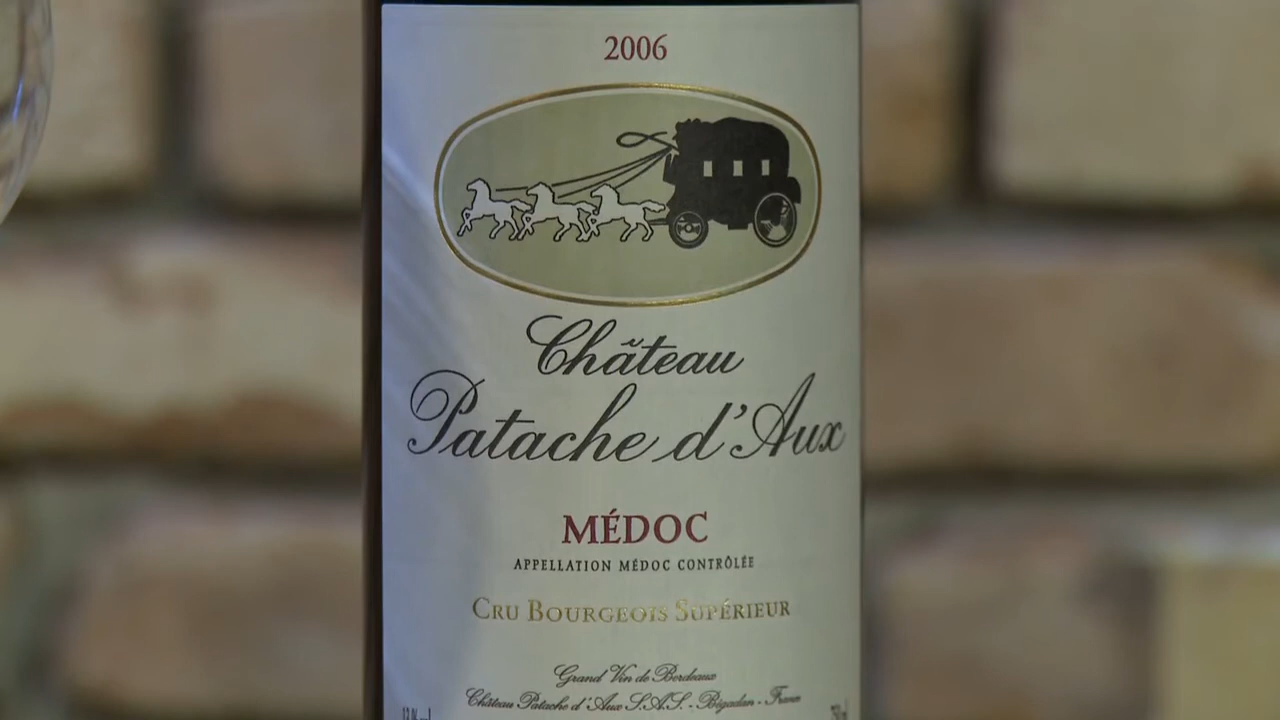 2006
Château
Patache d'Aux
MÉDOC
APPELLATION MÉDOC CONTRÔLÉE
CRU BOURGEOIS SUPÉRIEUR
Grand Vin de Bordeaux
Château Patache d'Aux S.A.S. - Bégadan - France